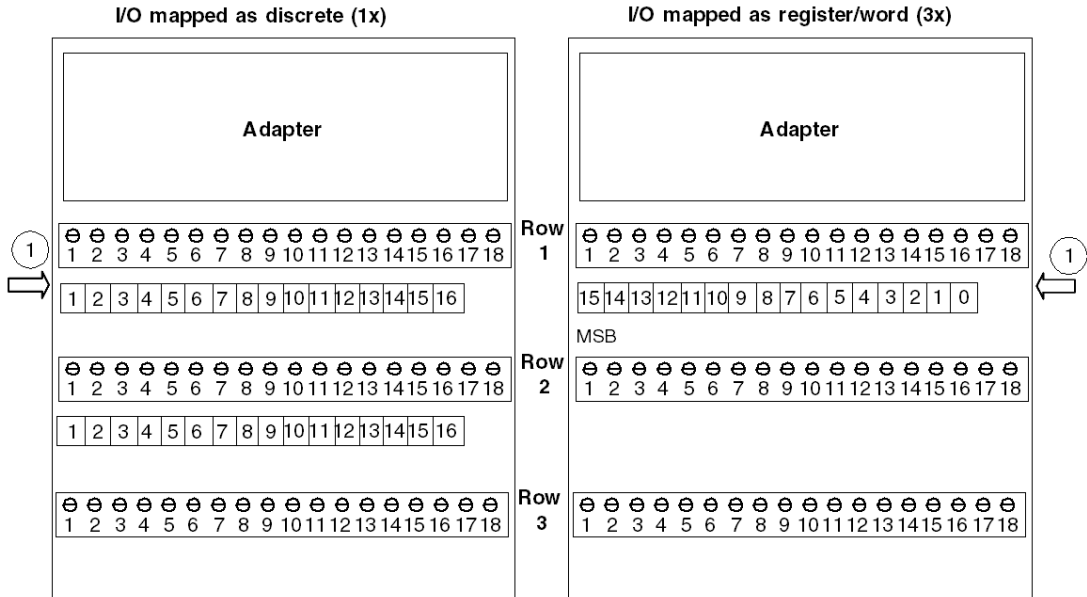 I/O mapped as discrete (1x)
Adapter
1 2 3 4 5 6 7 8 9 10 11 12 13 14 15 16 17 18
1
1 2 3 4 5 6 7 8 9 10 11 12 13 14 15 16
1 2 3 4 5 6 7 8 9 10 11 12 13 14 15 16 17 18
1 2 3 4 5 6 7 8 9 10 11 12 13 14 15 16
1 2 3 4 5 6 7 8 9 10 11 12 13 14 15 16 17 18
Row
1
Row
2
Row
3
I/O mapped as register/word (3x)
Adapter
1 2 3 4 5 6 7 8 9 10 11 12 13 14 15 16 17 18
1
15 14 13 12 11 10 9 8 7 6 5 4 3 2 1 0
MSB
1 2 3 4 5 6 7 8 9 10 11 12 13 14 15 16 17 18
1 2 3 4 5 6 7 8 9 10 11 12 13 14 15 16 17 18